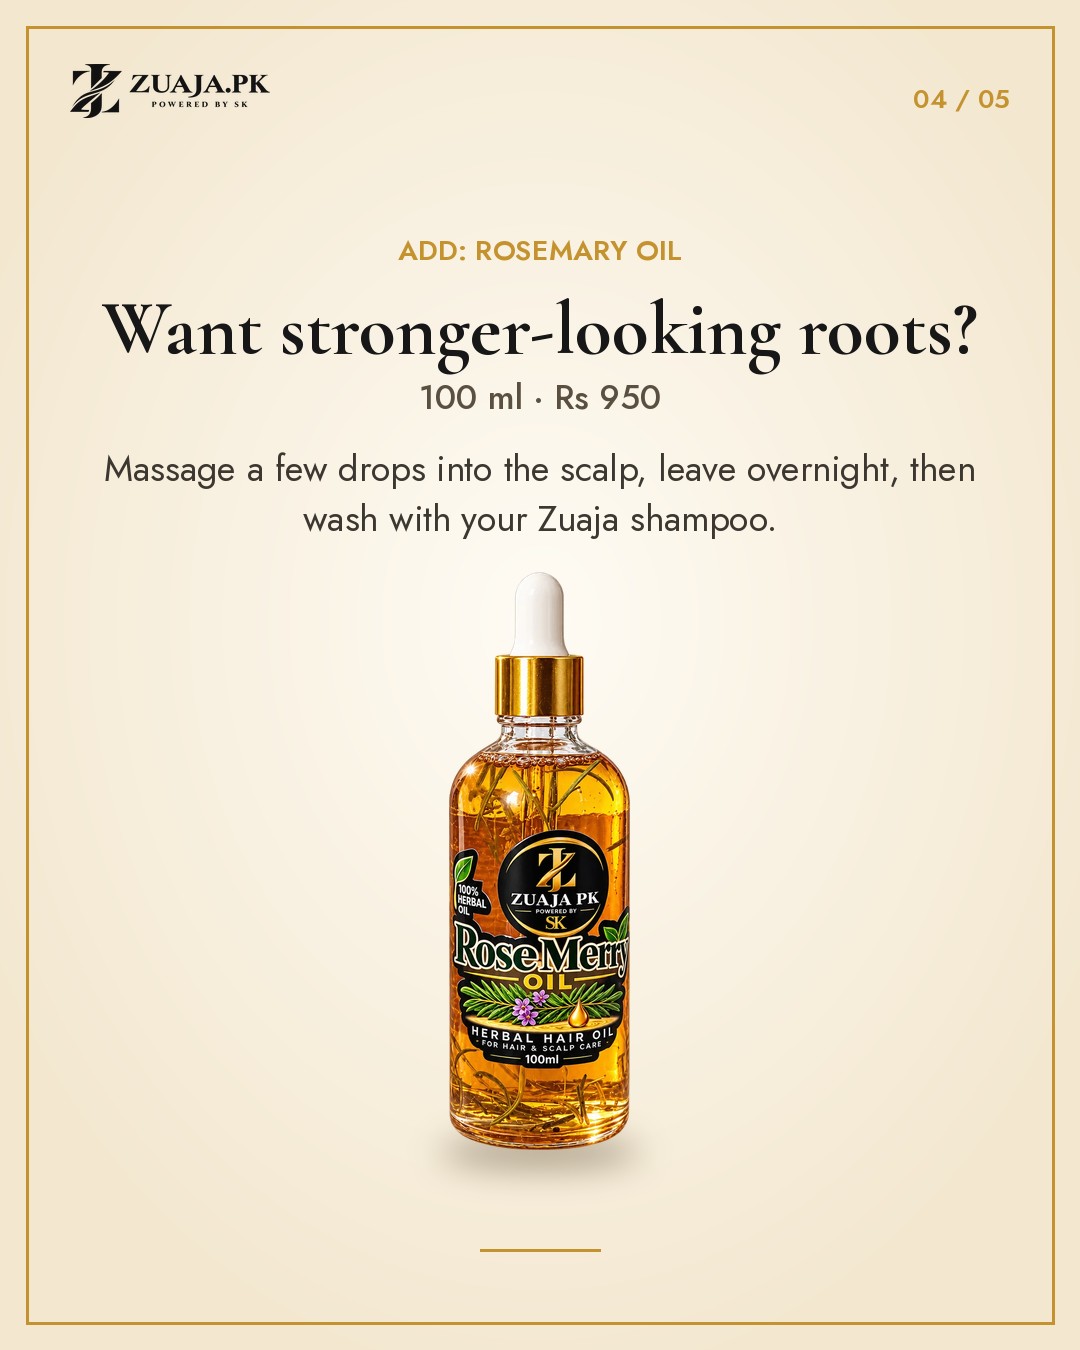 ZUAJA.PK
POWERED BY SK
04 / 05
ADD: ROSEMARY OIL
Want stronger-looking roots?
100 ml · Rs 950
Massage a few drops into the scalp, leave overnight, then
wash with your Zuaja shampoo.
100%
HERBAL
OIL
ZUAJA PK
POWERED BY
SK
RoseMerry
OIL
HERBAL HAIR OIL
- FOR HAIR & SCALP CARE -
100ml